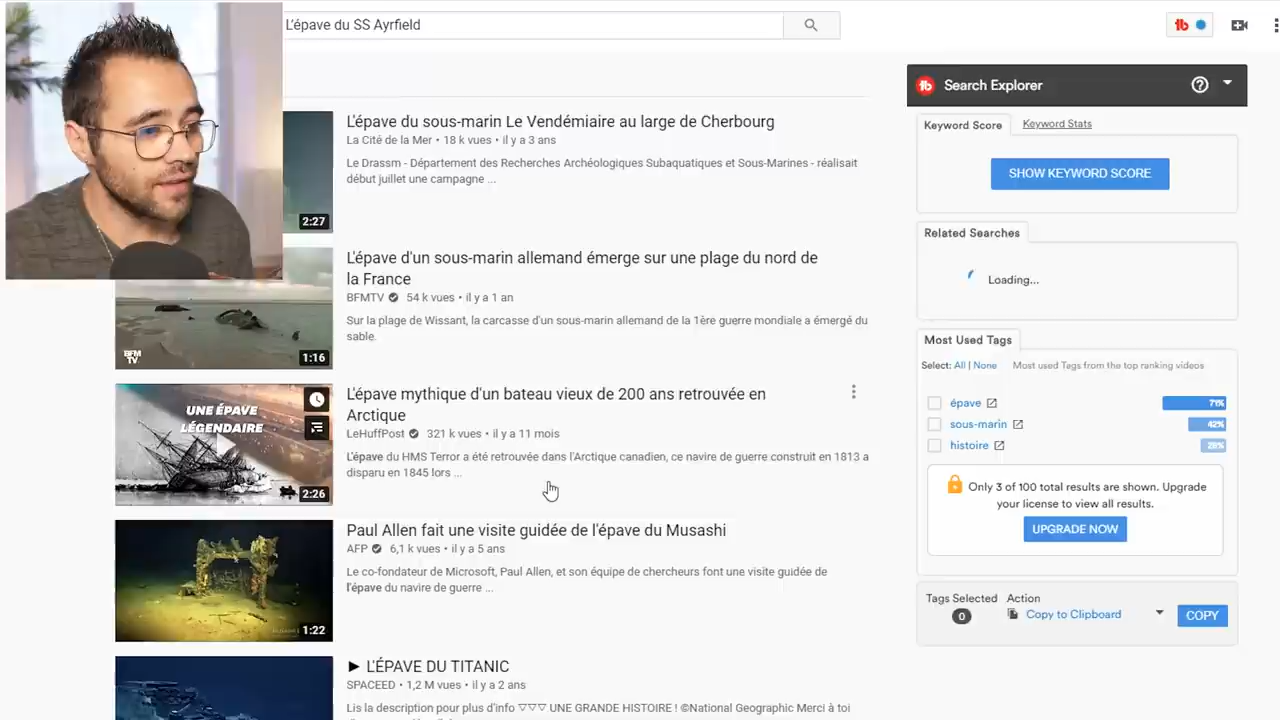 L'épave du SS Ayrfield
tb
tb Search Explorer
Keyword Score Keyword Stats
SHOW KEYWORD SCORE
Related Searches
Loading...
Most Used Tags
Select: All | None Most used Tags from the top ranking videos
épave 71%
sous-marin 42%
histoire 28%
Only 3 of 100 total results are shown. Upgrade
your license to view all results.
UPGRADE NOW
Tags Selected Action
0 Copy to Clipboard COPY
2:27
L'épave du sous-marin Le Vendémiaire au large de Cherbourg
La Cité de la Mer • 18 k vues • il y a 3 ans
Le Drassm - Département des Recherches Archéologiques Subaquatiques et Sous-Marines - réalisait
début juillet une campagne ...
BFM
TV
1:16
L'épave d'un sous-marin allemand émerge sur une plage du nord de
la France
BFMTV 54 k vues • il y a 1 an
Sur la plage de Wissant, la carcasse d'un sous-marin allemand de la 1ère guerre mondiale a émergé du
sable.
UNE ÉPAVE
LÉGENDAIRE
2:26
L'épave mythique d'un bateau vieux de 200 ans retrouvée en
Arctique
LeHuffPost 321 k vues • il y a 11 mois
L'épave du HMS Terror a été retrouvée dans l'Arctique canadien, ce navire de guerre construit en 1813 a
disparu en 1845 lors ...
1:22
Paul Allen fait une visite guidée de l'épave du Musashi
AFP 6,1 k vues • il y a 5 ans
Le co-fondateur de Microsoft, Paul Allen, et son équipe de chercheurs font une visite guidée de
l'épave du navire de guerre ...
► L'ÉPAVE DU TITANIC
SPACEED • 1,2 M vues • il y a 2 ans
Lis la description pour plus d'info ▽▽▽ UNE GRANDE HISTOIRE ! ©National Geographic Merci à toi